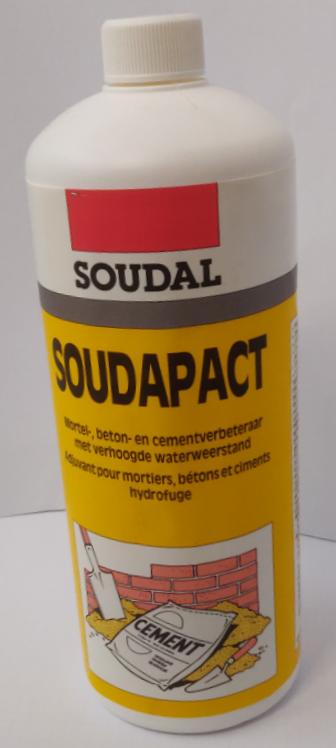 SOUDAL
SOUDAPACT
Mortel-, beton- en cementverbeteraar
met verhoogde waterweerstand
Adjuvant pour mortiers, bétons et ciments
hydrofuge
CEMENT